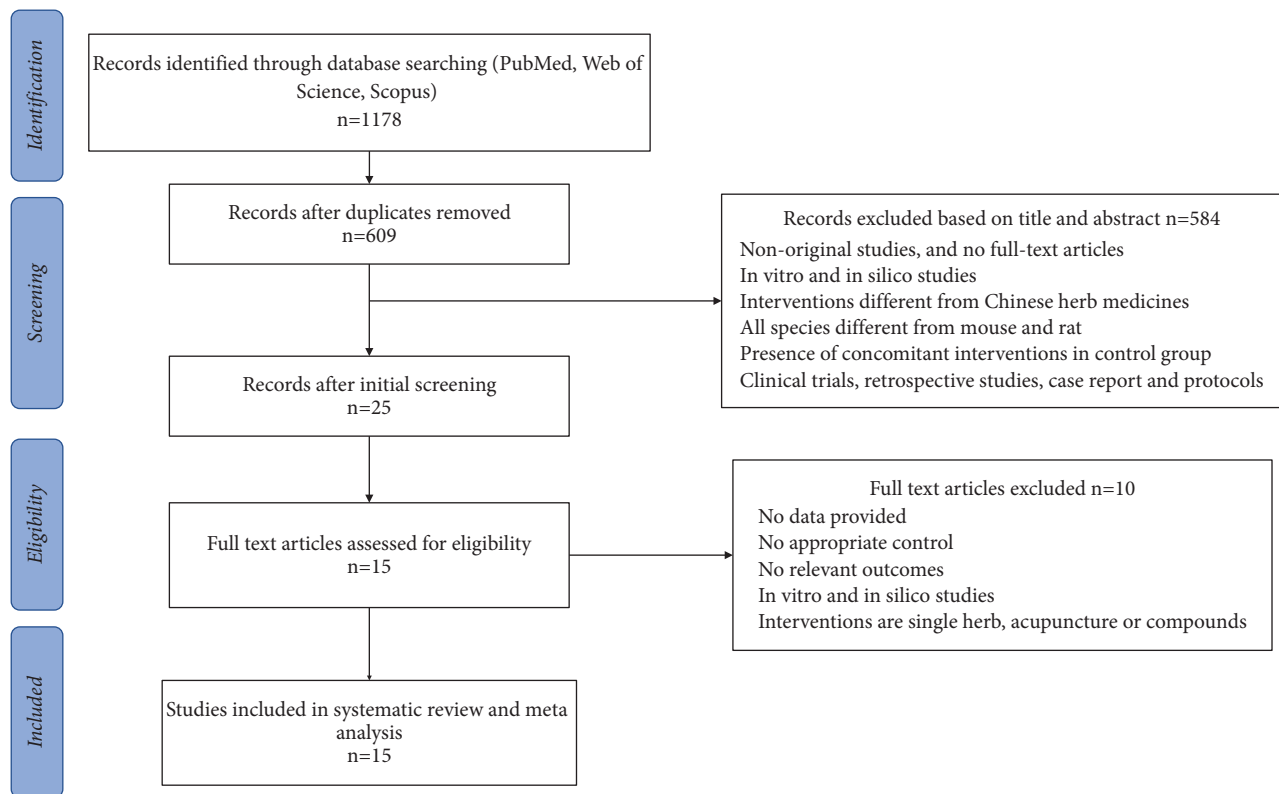 Identification
Records identified through database searching (PubMed, Web of
Science, Scopus)
n=1178
Screening
Records after duplicates removed
n=609
Records excluded based on title and abstract n=584
Non-original studies, and no full-text articles
In vitro and in silico studies
Interventions different from Chinese herb medicines
All species different from mouse and rat
Presence of concomitant interventions in control group
Clinical trials, retrospective studies, case report and protocols
Records after initial screening
n=25
Eligibility
Full text articles assessed for eligibility
n=15
Full text articles excluded n=10
No data provided
No appropriate control
No relevant outcomes
In vitro and in silico studies
Interventions are single herb, acupuncture or compounds
Included
Studies included in systematic review and meta
analysis
n=15